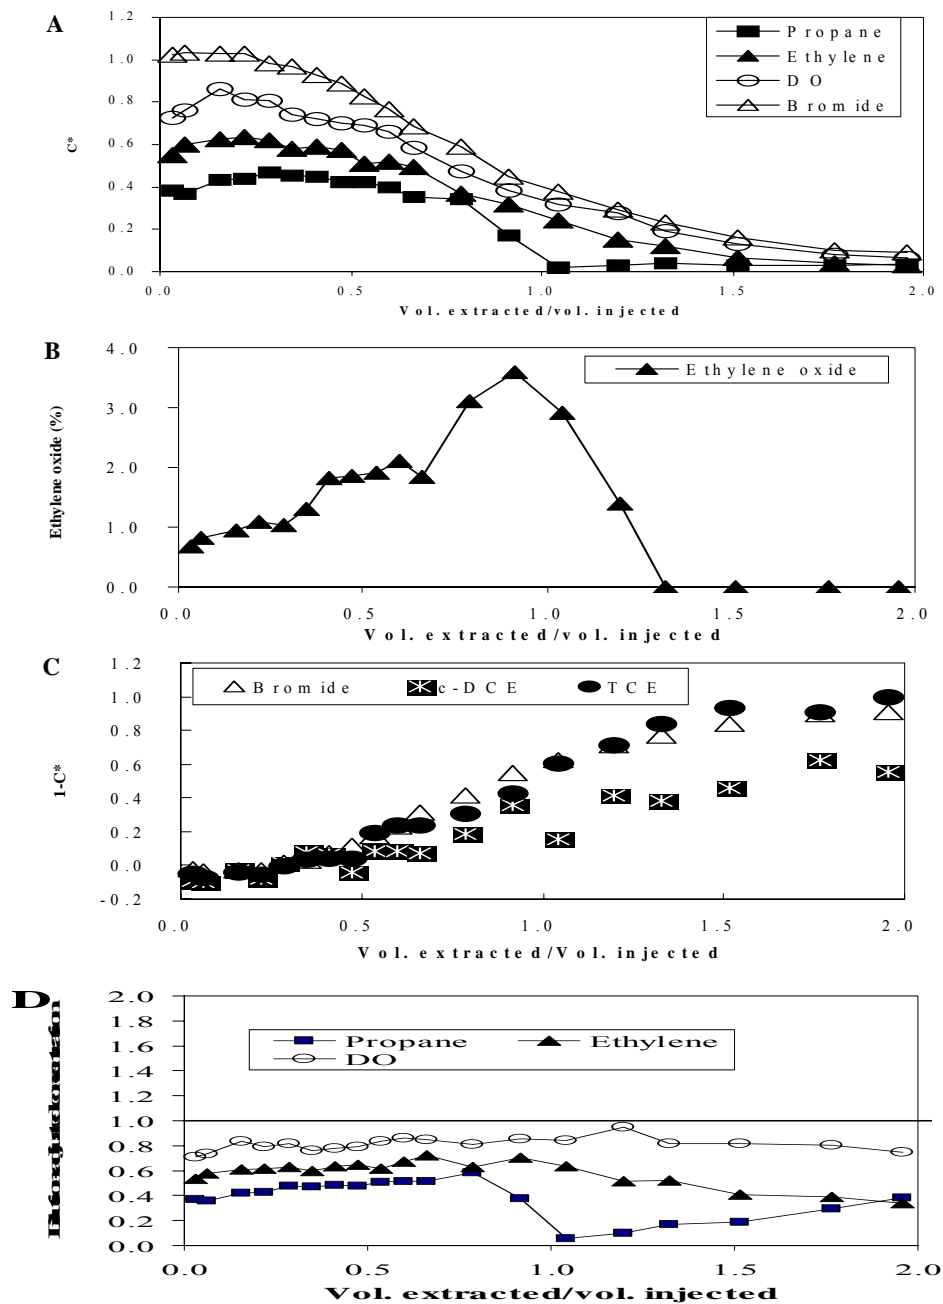 A
1.2
1.0
0.8
0.6
0.4
0.2
0.0
C*
Propane
Ethylene
DO
Bromide
0.0 0.5 1.0 1.5 2.0
Vol. extracted/vol. injected
B
4.0
3.0
2.0
1.0
0.0
Ethylene oxide (%)
Ethylene oxide
0.0 0.5 1.0 1.5 2.0
Vol. extracted/vol. injected
C
1.2
1.0
0.8
0.6
0.4
0.2
0.0
-0.2
1-C*
Bromide c-DCE TCE
0.0 0.5 1.0 1.5 2.0
Vol. extracted/Vol. injected
D
2.0
1.8
1.6
1.4
1.2
1.0
0.8
0.6
0.4
0.2
0.0
Propane Ethylene
DO
0.0 0.5 1.0 1.5 2.0
Vol. extracted/vol. injected